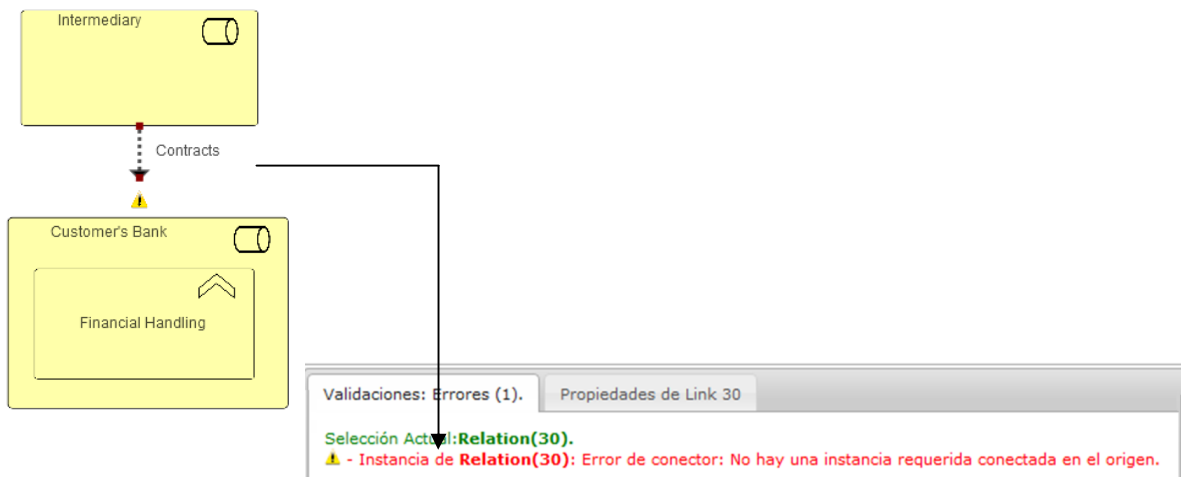 Intermediary
Contracts
Customer's Bank
Financial Handling
Validaciones: Errores (1).
Propiedades de Link 30
Selección Actual:Relation(30).
- Instancia de Relation(30): Error de conector: No hay una instancia requerida conectada en el origen.